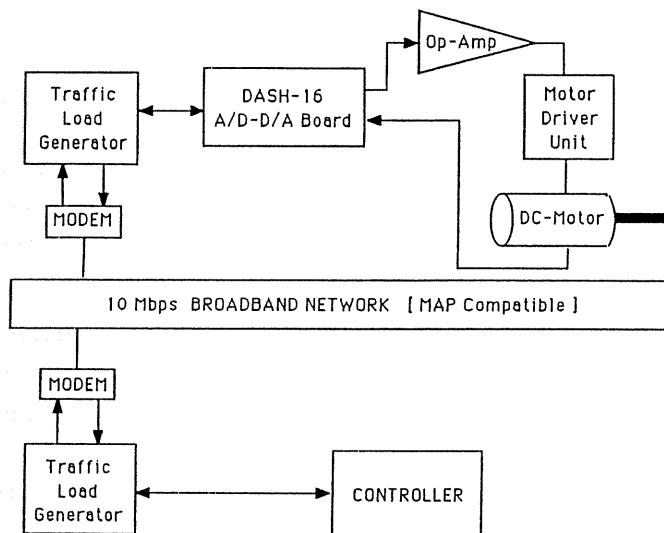 Op-Amp
Traffic
Load
Generator
DASH-16
A/D-D/A Board
Motor
Driver
Unit
MODEM
DC-Motor
10 Mbps BROADBAND NETWORK [ MAP Compatible ]
MODEM
Traffic
Load
Generator
CONTROLLER